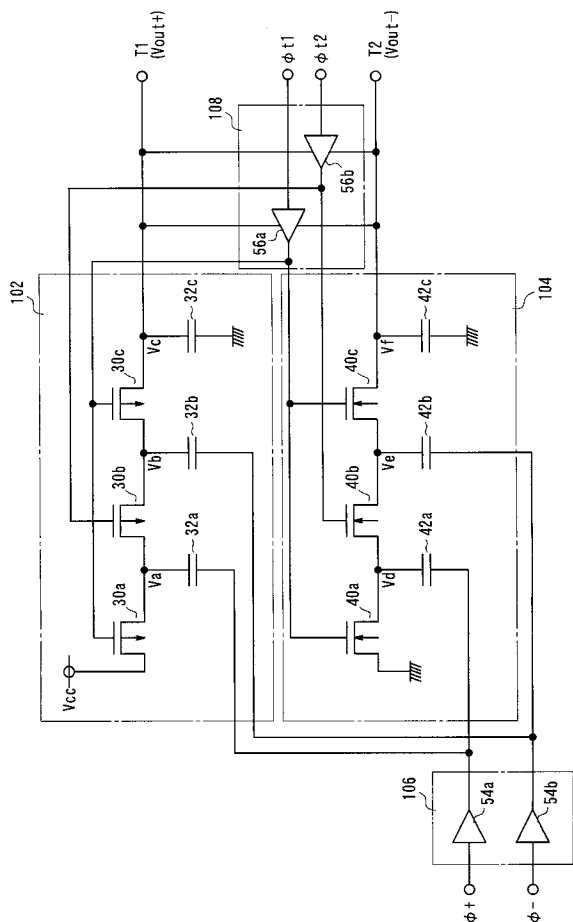 102
Vcc
30a
30b
30c
Va
Vb
Vc
32a
32b
32c
T1
(Vout+)
108
ϕt1
ϕt2
56a
56b
T2
(Vout-)
104
40a
40b
40c
Vd
Ve
Vf
42a
42b
42c
106
54a
54b
ϕ+
ϕ-